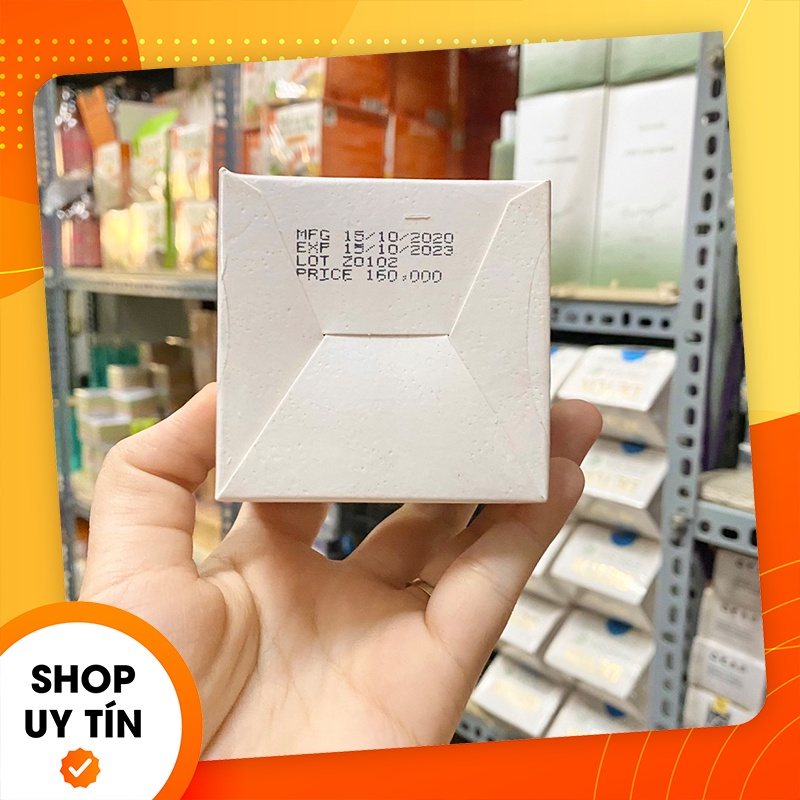 MFG 15/10/2020
EXP 15/10/2023
LOT Z0102
PRICE 160,000
SHOP
UY TÍN